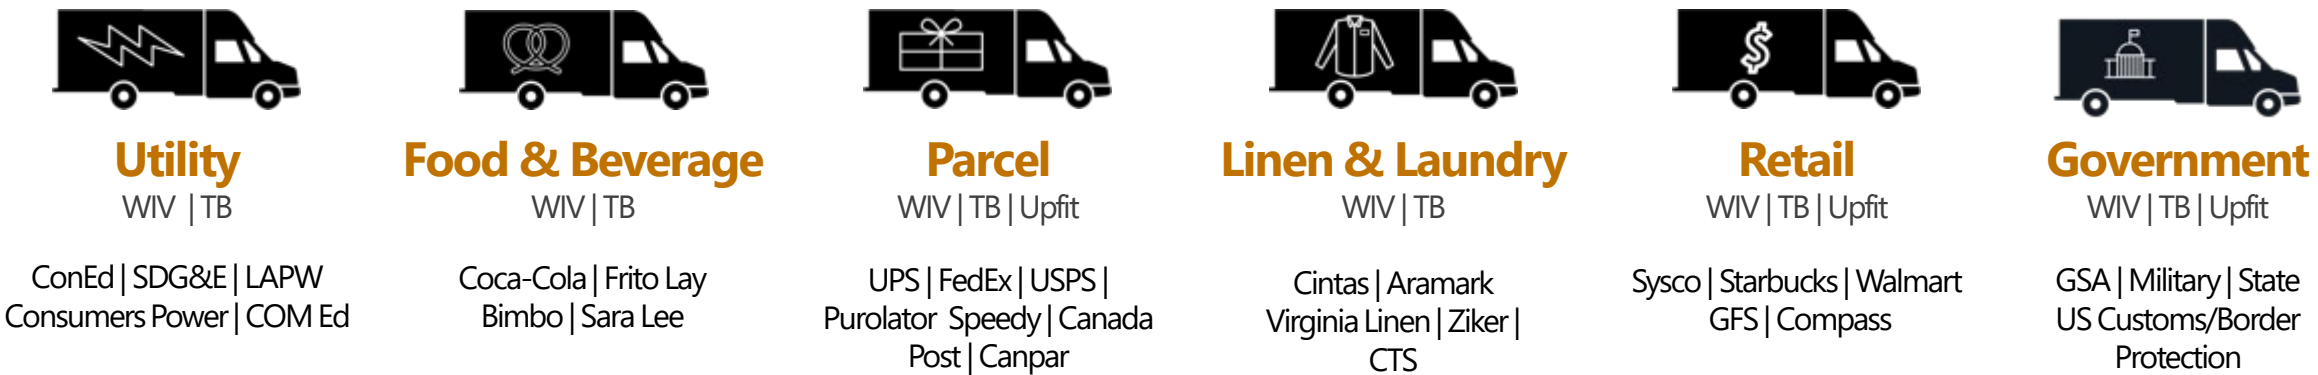 Utility
WIV | TB
ConEd | SDG&E | LAPW
Consumers Power | COM Ed
Food & Beverage
WIV | TB
Coca-Cola | Frito Lay
Bimbo | Sara Lee
Parcel
WIV | TB | Upfit
UPS | FedEx | USPS |
Purolator Speedy | Canada
Post | Canpar
Linen & Laundry
WIV | TB
Cintas | Aramark
Virginia Linen | Ziker |
CTS
Retail
WIV | TB | Upfit
Sysco | Starbucks | Walmart
GFS | Compass
Government
WIV | TB | Upfit
GSA | Military | State
US Customs/Border
Protection